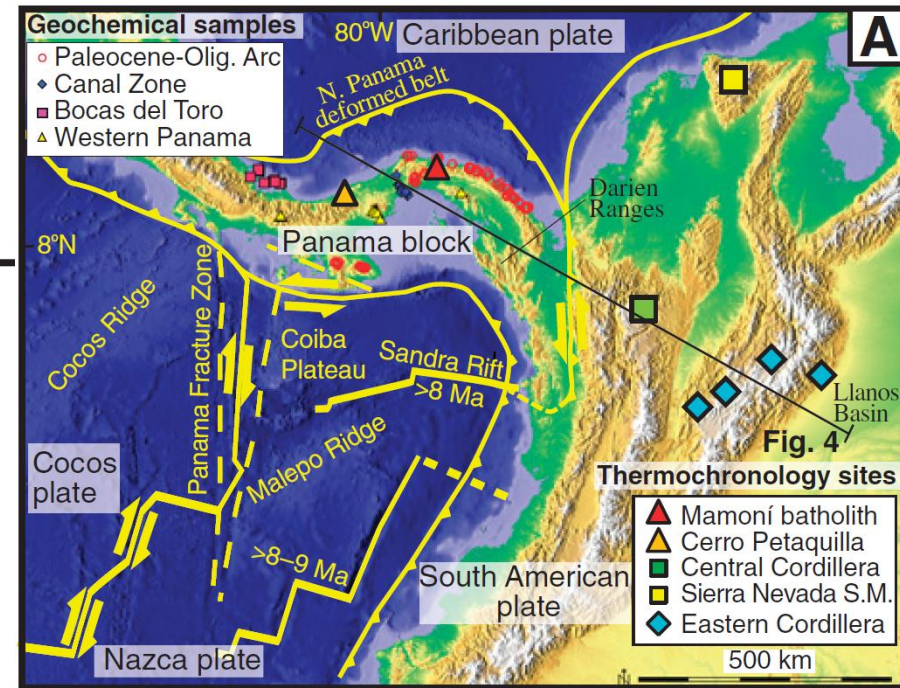 Geochemical samples
Paleocene-Olig. Arc
Canal Zone
Bocas del Toro
Western Panama
80°W
Caribbean plate
A
N. Panama
deformed belt
Darien
Ranges
8°N
Panama block
Cocos Ridge
Panama Fracture Zone
Coiba
Plateau
Sandra Rift
>8 Ma
Malepo Ridge
Llanos
Basin
Fig. 4
Cocos
plate
>8–9 Ma
South American
plate
Nazca plate
Thermochronology sites
Mamoní batholith
Cerro Petaquilla
Central Cordillera
Sierra Nevada S.M.
Eastern Cordillera
500 km